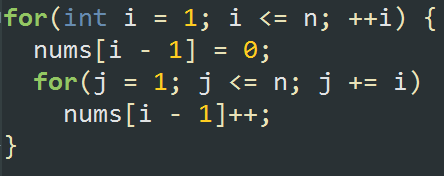 for(int i = 1; i <= n; ++i) {
  nums[i - 1] = 0;
  for(j = 1; j <= n; j += i)
    nums[i - 1]++;
}